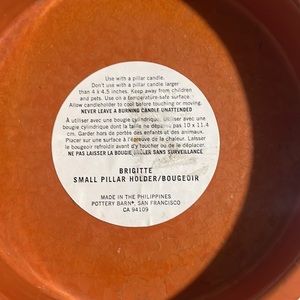 Use with a pillar candle.
Don't use with a pillar candle larger
than 4 x 4.5 inches. Keep away from children
and pets. Use on a temperature-safe surface.
Allow candleholder to cool before touching or moving.
NEVER LEAVE A BURNING CANDLE UNATTENDED
À utiliser avec une bougie cylindrique. Utiliser avec une
bougie cylindrique dont la taille ne dépasse pas 10 x 11.4
cm. Garder hors de portée des enfants et des animaux.
Placer sur une surface à l'épreuve de la chaleur. Laisser
le bougeoir refroidir avant d'y toucher ou de le déplacer.
NE PAS LAISSER LA BOUGIE BRÛLER SANS SURVEILLANCE
BRIGITTE
SMALL PILLAR HOLDER/BOUGEOIR
MADE IN THE PHILIPPINES
POTTERY BARN®, SAN FRANCISCO
CA 94109